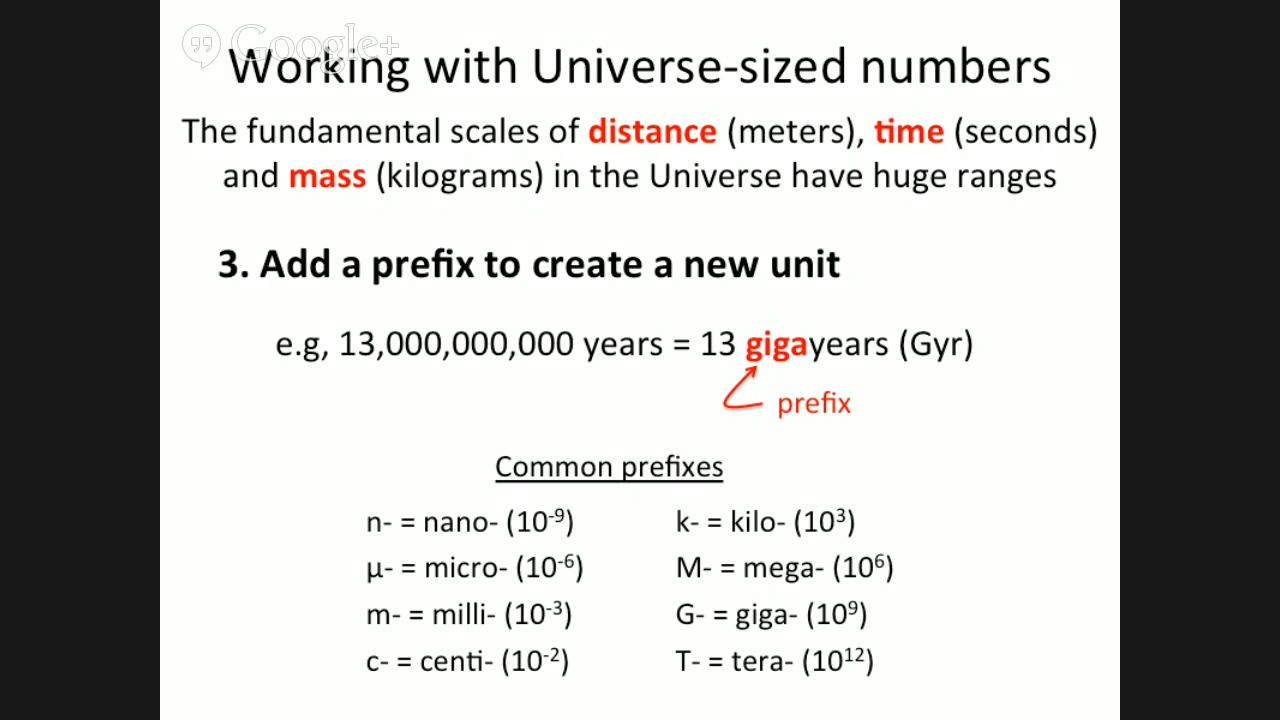 Google+
Working with Universe-sized numbers
The fundamental scales of distance (meters), time (seconds)
and mass (kilograms) in the Universe have huge ranges
3. Add a prefix to create a new unit
e.g, 13,000,000,000 years = 13 gigayears (Gyr)
prefix
Common prefixes
n- = nano- (10⁻⁹)
μ- = micro- (10⁻⁶)
m- = milli- (10⁻³)
c- = centi- (10⁻²)
k- = kilo- (10³)
M- = mega- (10⁶)
G- = giga- (10⁹)
T- = tera- (10¹²)